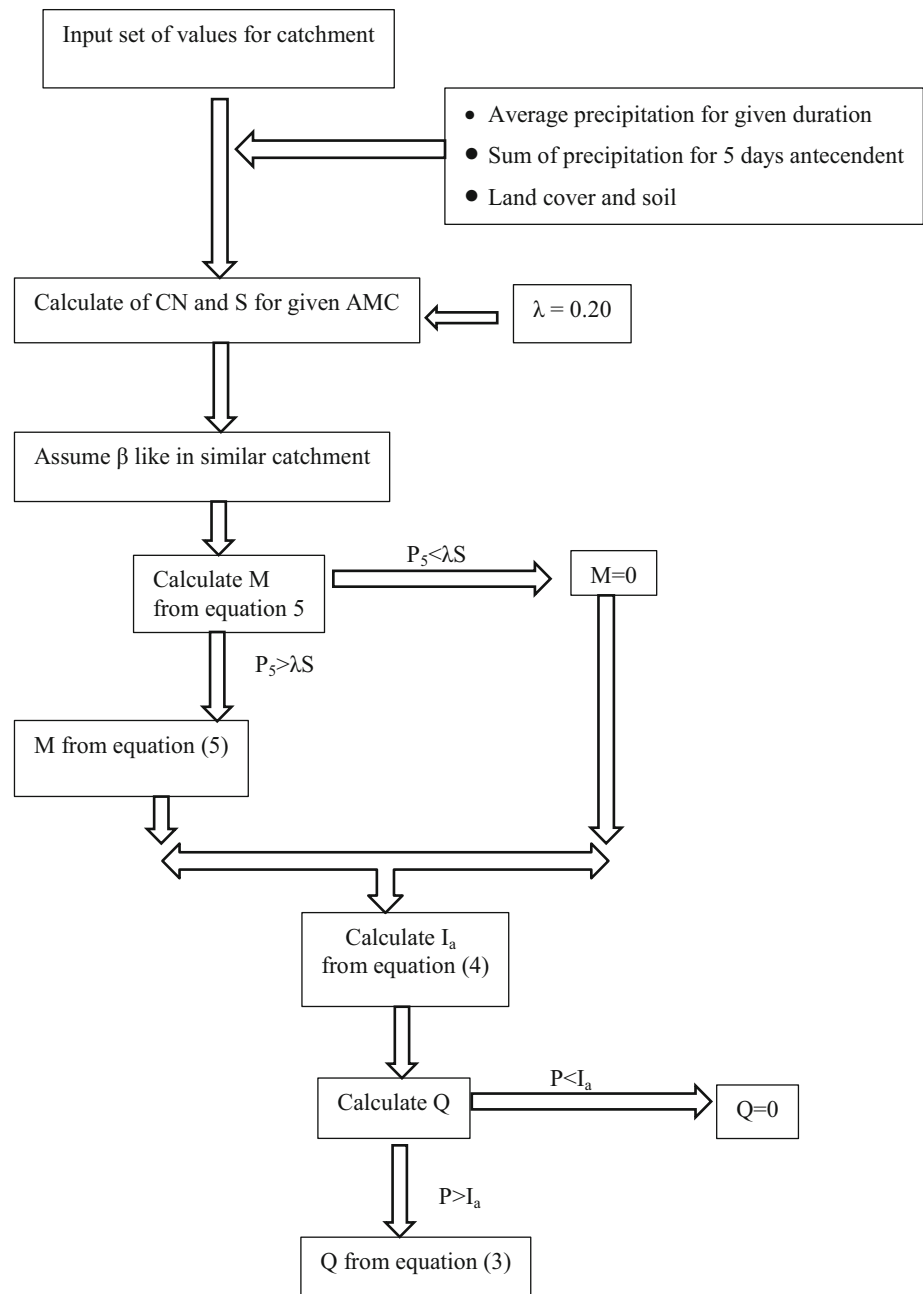 Input set of values for catchment
• Average precipitation for given duration
• Sum of precipitation for 5 days antecendent
• Land cover and soil
Calculate of CN and S for given AMC
λ = 0.20
Assume β like in similar catchment
P₅<λS
Calculate M
from equation 5
M=0
P₅>λS
M from equation (5)
Calculate Iₐ
from equation (4)
P<Iₐ
Calculate Q
Q=0
P>Iₐ
Q from equation (3)